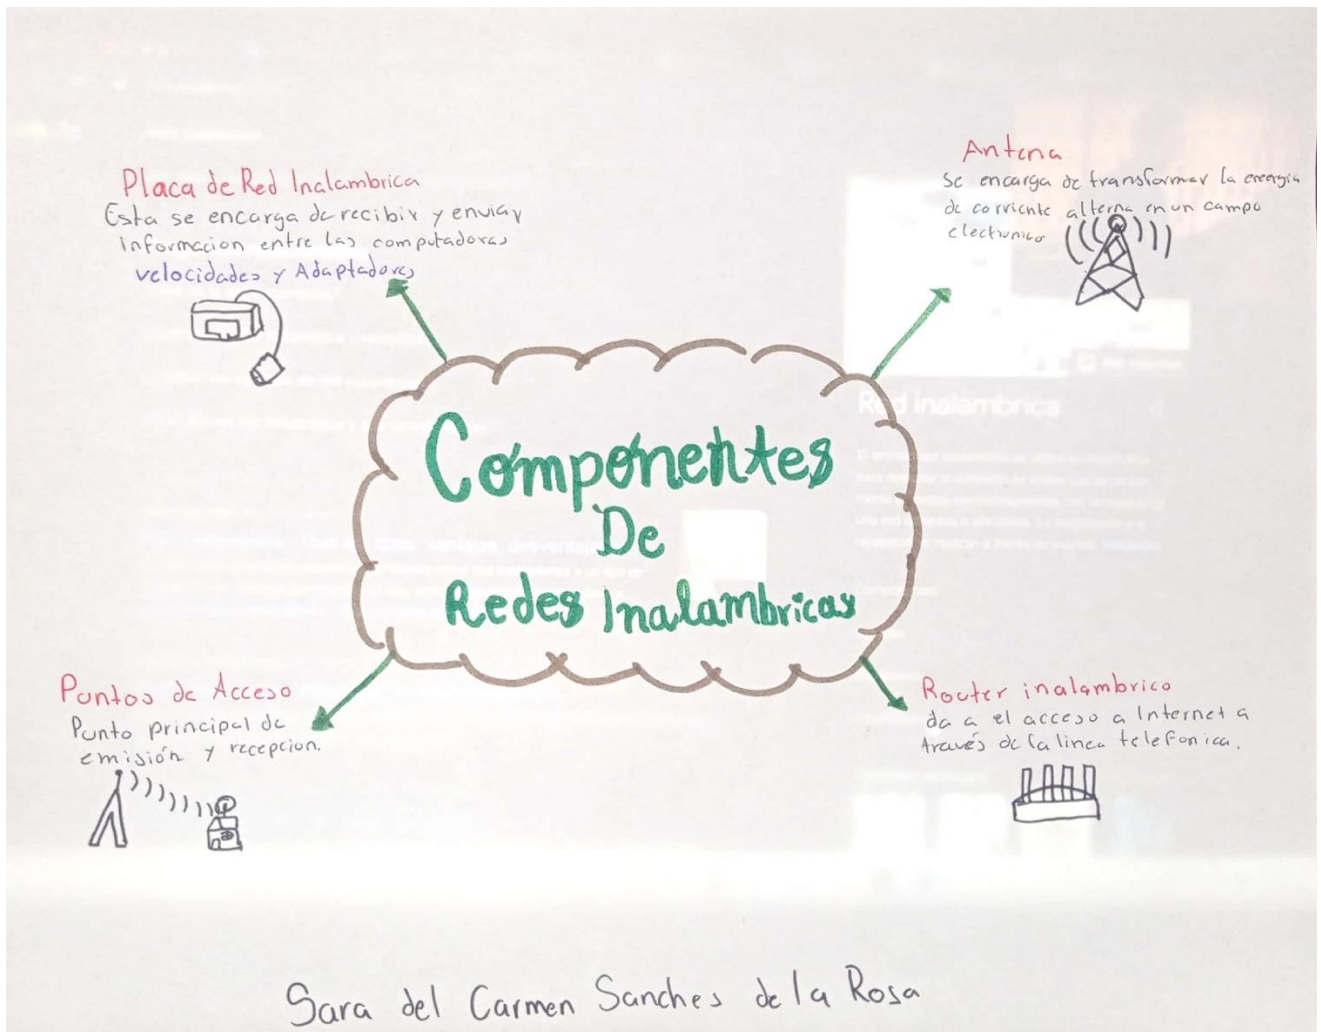 Placa de Red Inalambrica
Esta se encarga de recibir y enviar
informacion entre las computadoras
velocidades y Adaptadores
Antena
Se encarga de transformar la energia
de corriente alterna en un campo
electronico
Componentes
De
Redes Inalambricas
Red inalámbrica
Puntos de Acceso
Punto principal de
emisión y recepcion.
Router inalambrico
da a el acceso a Internet a
través de la linea telefonica.
Sara del Carmen Sanches de la Rosa